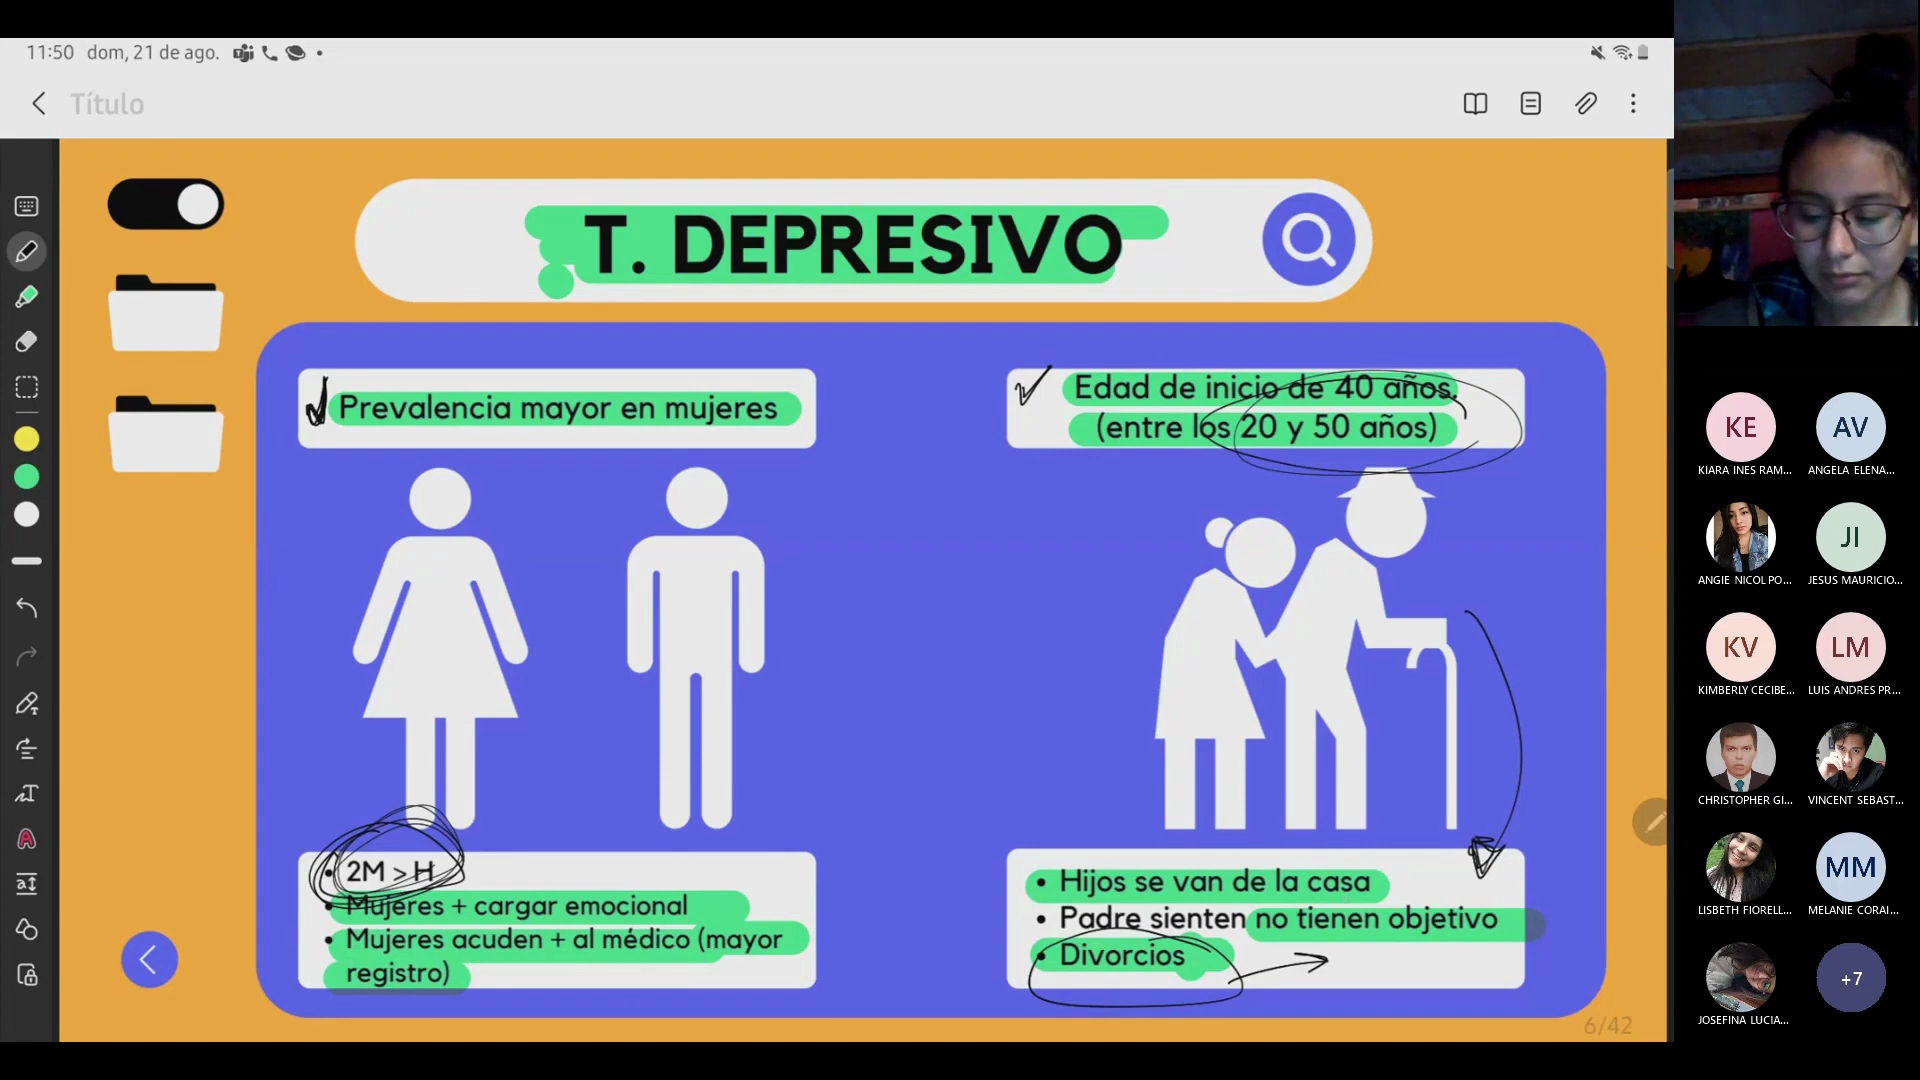 11:50 dom, 21 de ago.
Título
T. DEPRESIVO
Prevalencia mayor en mujeres
Edad de inicio de 40 años.
(entre los 20 y 50 años)
• 2M > H
• Mujeres + cargar emocional
• Mujeres acuden + al médico (mayor
registro)
• Hijos se van de la casa
• Padre sienten no tienen objetivo
• Divorcios
6/42
KE
KIARA INES RAM...
AV
ANGELA ELENA...
ANGIE NICOL PO...
JI
JESUS MAURICIO...
KV
KIMBERLY CECIBE...
LM
LUIS ANDRES PR...
CHRISTOPHER GI...
VINCENT SEBAST...
LISBETH FIORELL...
MM
MELANIE CORAI...
JOSEFINA LUCIA...
+7